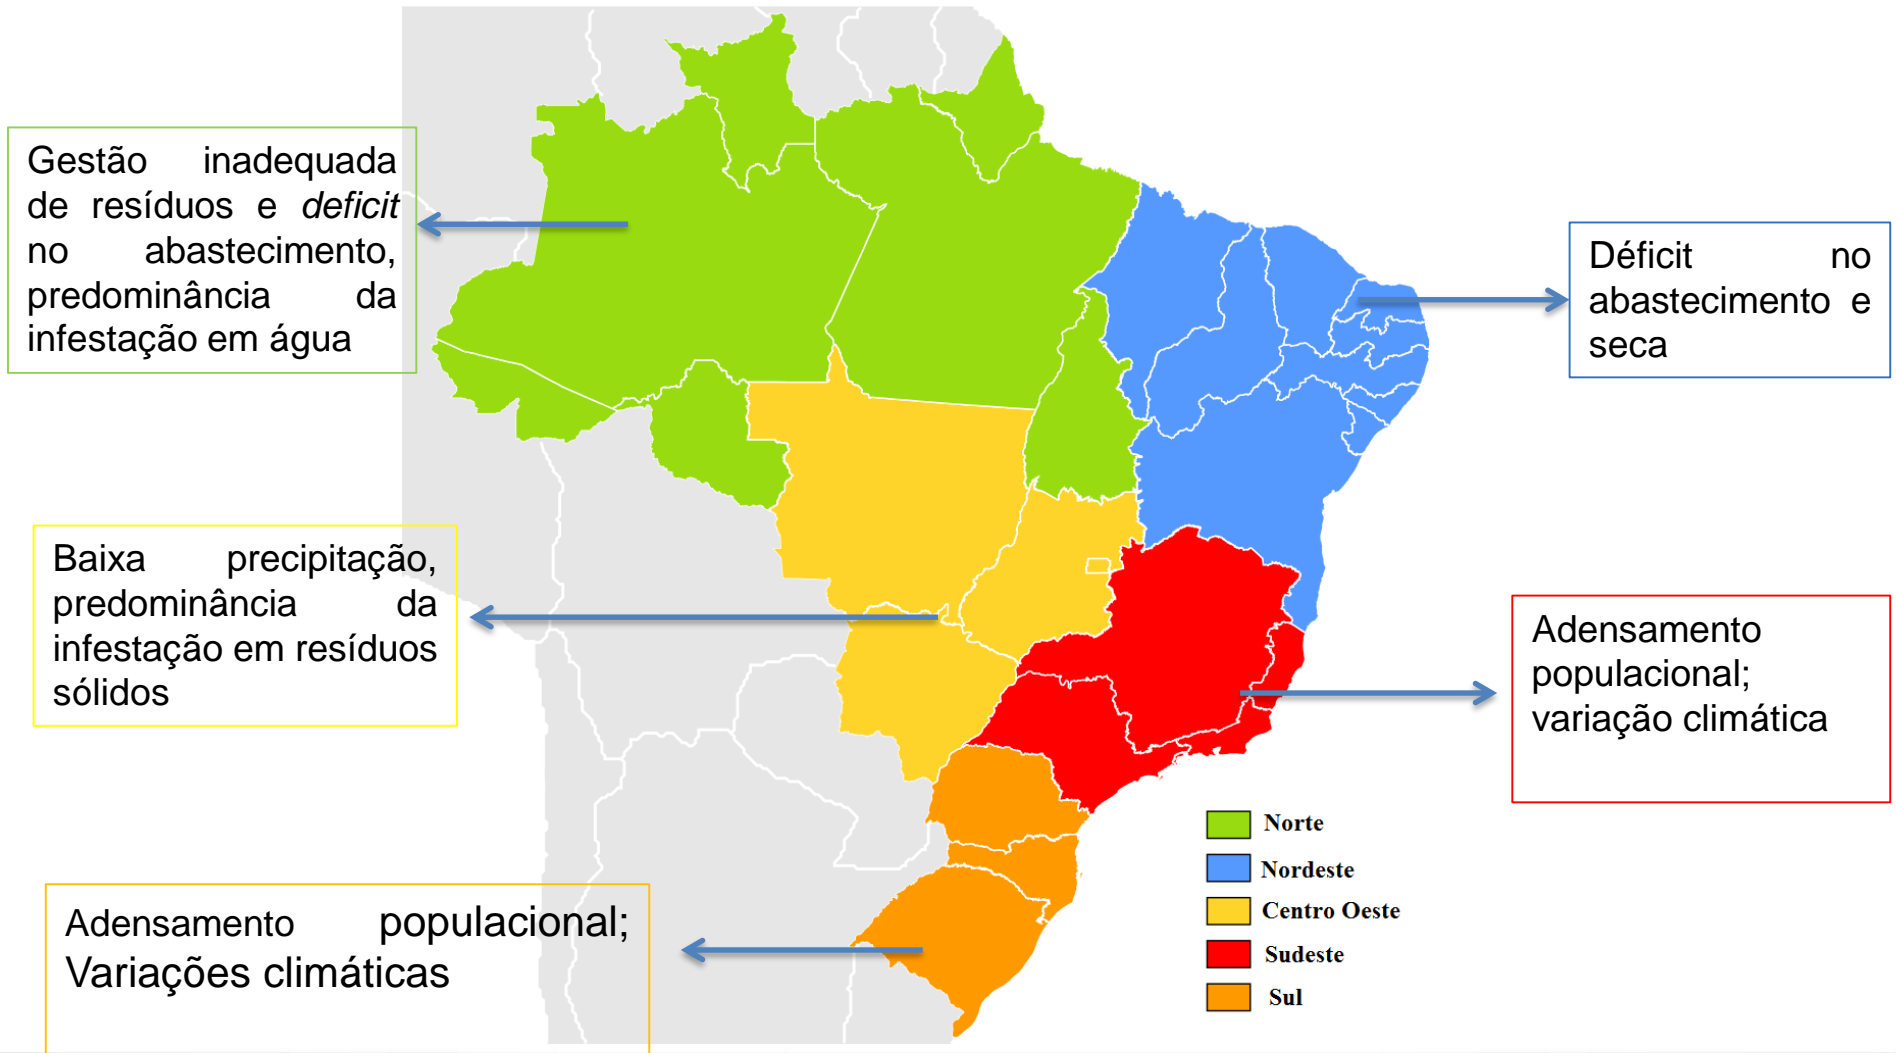 Gestão inadequada
de resíduos e deficit
no abastecimento,
predominância da
infestação em água
Déficit no
abastecimento e
seca
Baixa precipitação,
predominância da
infestação em resíduos
sólidos
Adensamento
populacional;
variação climática
Adensamento populacional;
Variações climáticas
Norte
Nordeste
Centro Oeste
Sudeste
Sul